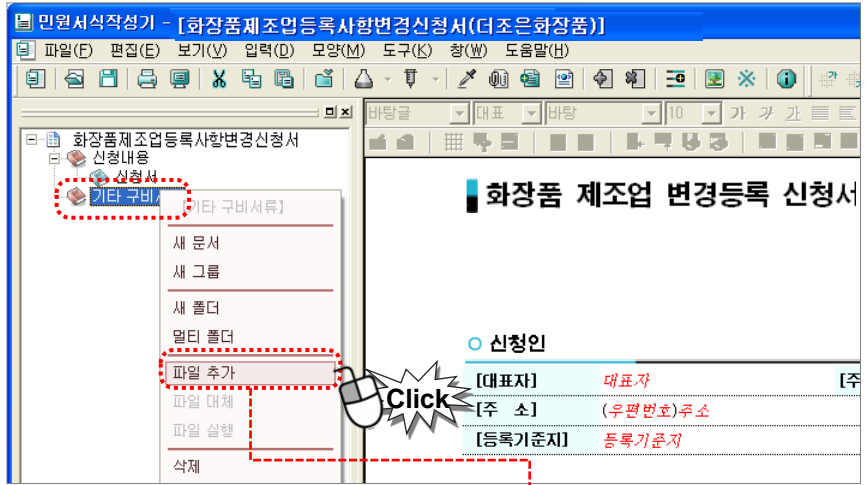 민원서식작성기 - [화장품제조업등록사항변경신청서(더조은화장품)]
파일(F) 편집(E) 보기(V) 입력(D) 모양(M) 도구(K) 창(W) 도움말(H)
바탕글 대표 바탕 10 가 가 가
화장품제조업등록사항변경신청서
신청내용
신청서
기타 구비
[기타 구비서류]
새 문서
새 그룹
새 폴더
멀티 폴더
파일 추가
파일 대체
파일 실행
삭제
Click
화장품 제조업 변경등록 신청서
신청인
[대표자] 대표자 [주
[주 소] (우편번호)주소
[등록기준지] 등록기준지